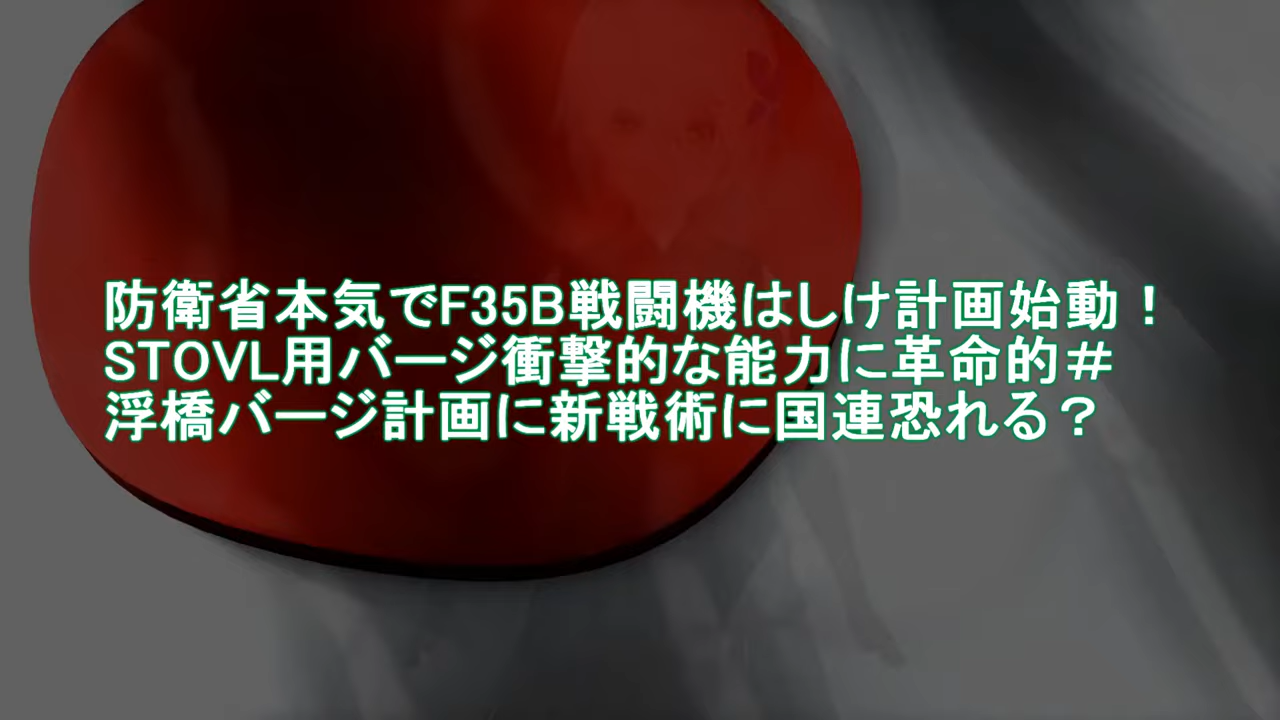 防衛省本気でF35B戦闘機はしけ計画始動！
STOVL用バージ衝撃的な能力に革命的＃
浮橋バージ計画に新戦術に国連恐れる？